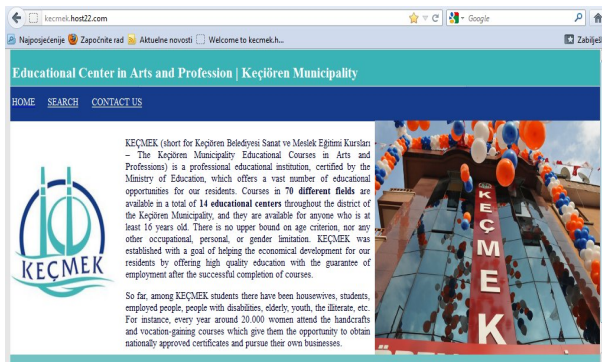 kecmek.host22.com
Google
Najposjećenije Započnite rad Aktuelne novosti Welcome to kecmek.h... Zabilješ
Educational Center in Arts and Profession | Keçiören Municipality
HOME SEARCH CONTACT US
KEÇMEK (short for Keçiören Belediyesi Sanat ve Meslek Eğitimi Kursları
– The Keçiören Municipality Educational Courses in Arts and
Professions) is a professional educational institution, certified by the
Ministry of Education, which offers a vast number of educational
opportunities for our residents. Courses in 70 different fields are
available in a total of 14 educational centers throughout the district of
the Keçiören Municipality, and they are available for anyone who is at
least 16 years old. There is no upper bound on age criterion, nor any
other occupational, personal, or gender limitation. KEÇMEK was
established with a goal of helping the economical development for our
residents by offering high quality education with the guarantee of
employment after the successful completion of courses.
So far, among KEÇMEK students there have been housewives, students,
employed people, people with disabilities, elderly, youth, the illiterate, etc.
For instance, every year around 20.000 women attend the handcrafts
and vocation-gaining courses which give them the opportunity to obtain
nationally approved certificates and pursue their own businesses.
KEÇMEK
KEÇMEK